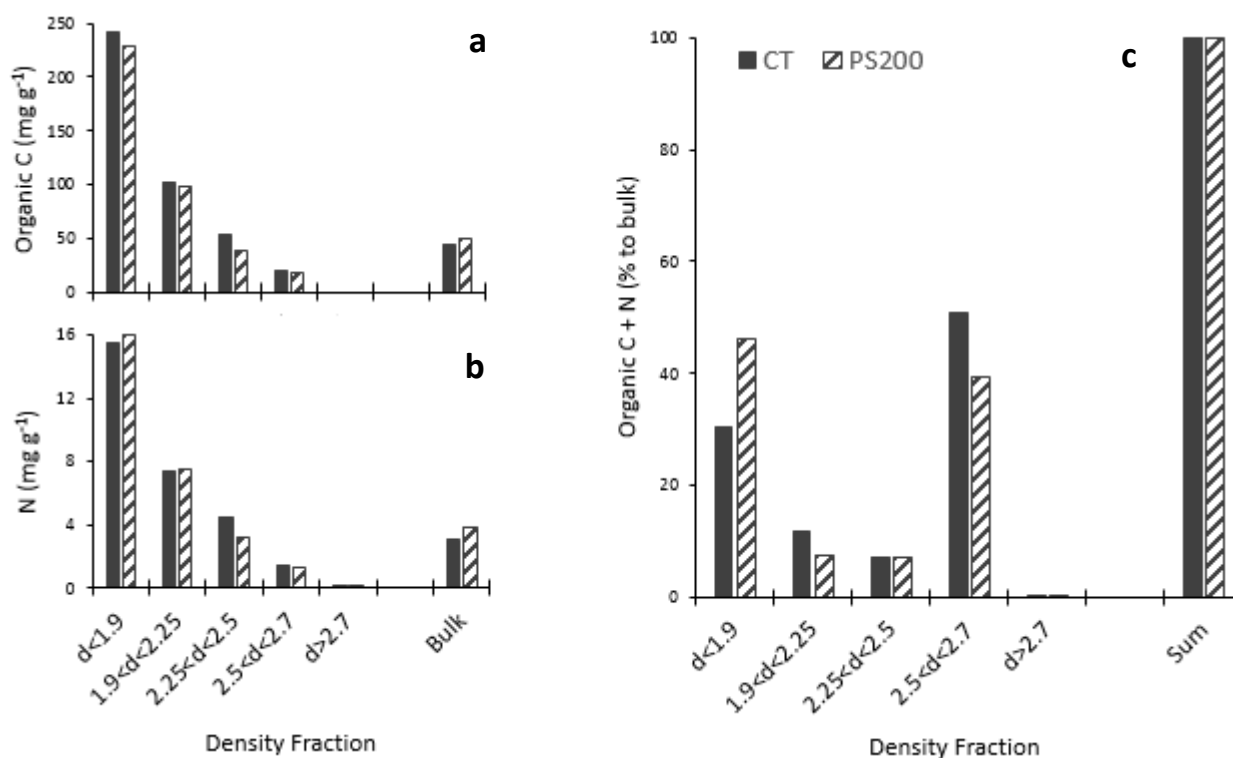 a
Organic C (mg g⁻¹)
250
200
150
100
50
0
b
N (mg g⁻¹)
16
12
8
4
0
d<1.9
1.9<d<2.25
2.25<d<2.5
2.5<d<2.7
d>2.7
Bulk
Density Fraction
c
CT
PS200
Organic C + N (% to bulk)
100
80
60
40
20
0
d<1.9
1.9<d<2.25
2.25<d<2.5
2.5<d<2.7
d>2.7
Sum
Density Fraction